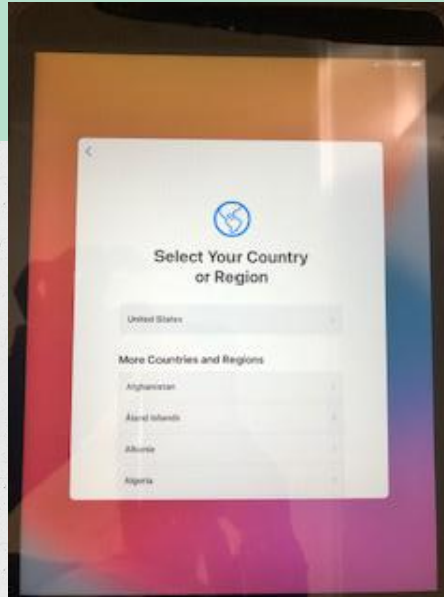 Select Your Country
or Region
United States
More Countries and Regions
Afghanistan
Åland Islands
Albania
Algeria